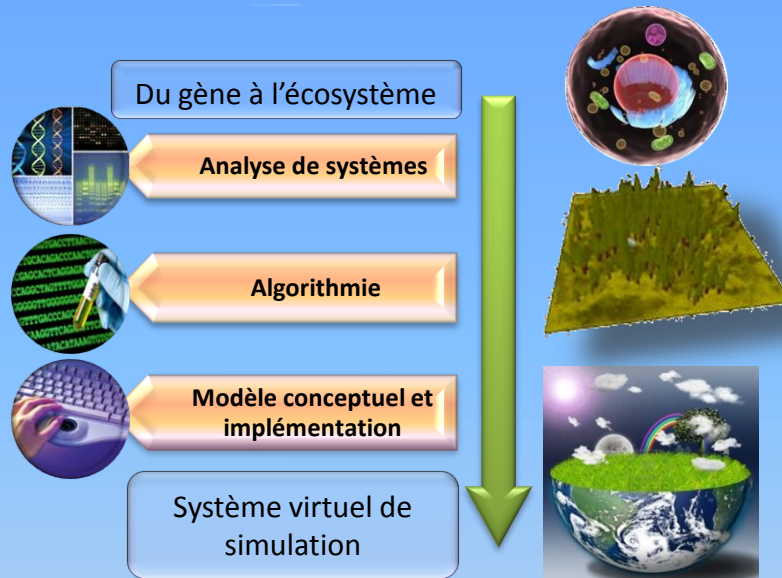 Du gène à l'écosystème
Analyse de systèmes
Algorithmie
Modèle conceptuel et
implémentation
Système virtuel de
simulation